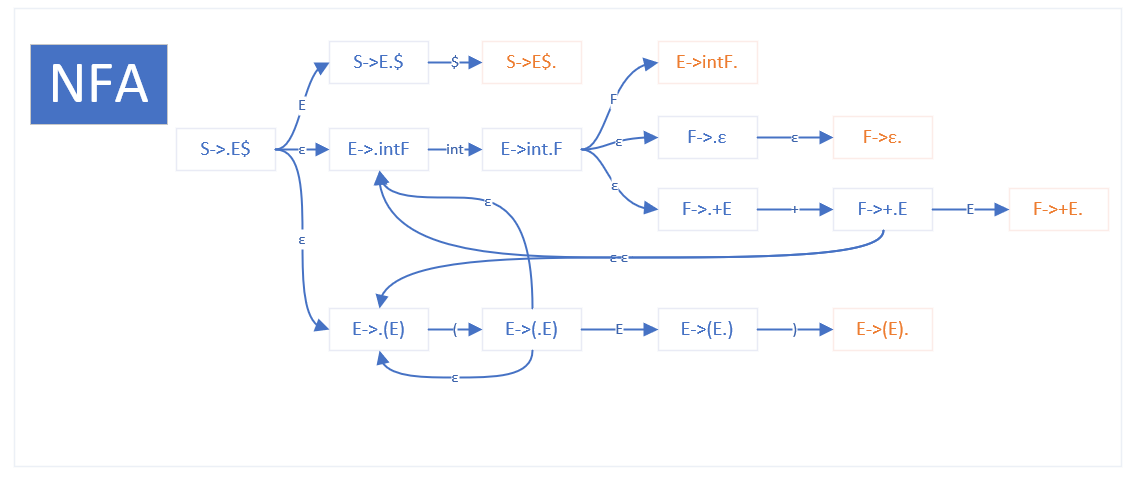 NFA
S->E.$
$
S->E$.
E->intF.
E
F
S->.E$
ε
E->.intF
int
E->int.F
ε
F->.ε
ε
F->ε.
ε
F->.+E
+
F->+.E
E
F->+E.
ε
ε
ε ε
E->.(E)
(
E->(.E)
E
E->(E.)
)
E->(E).
ε